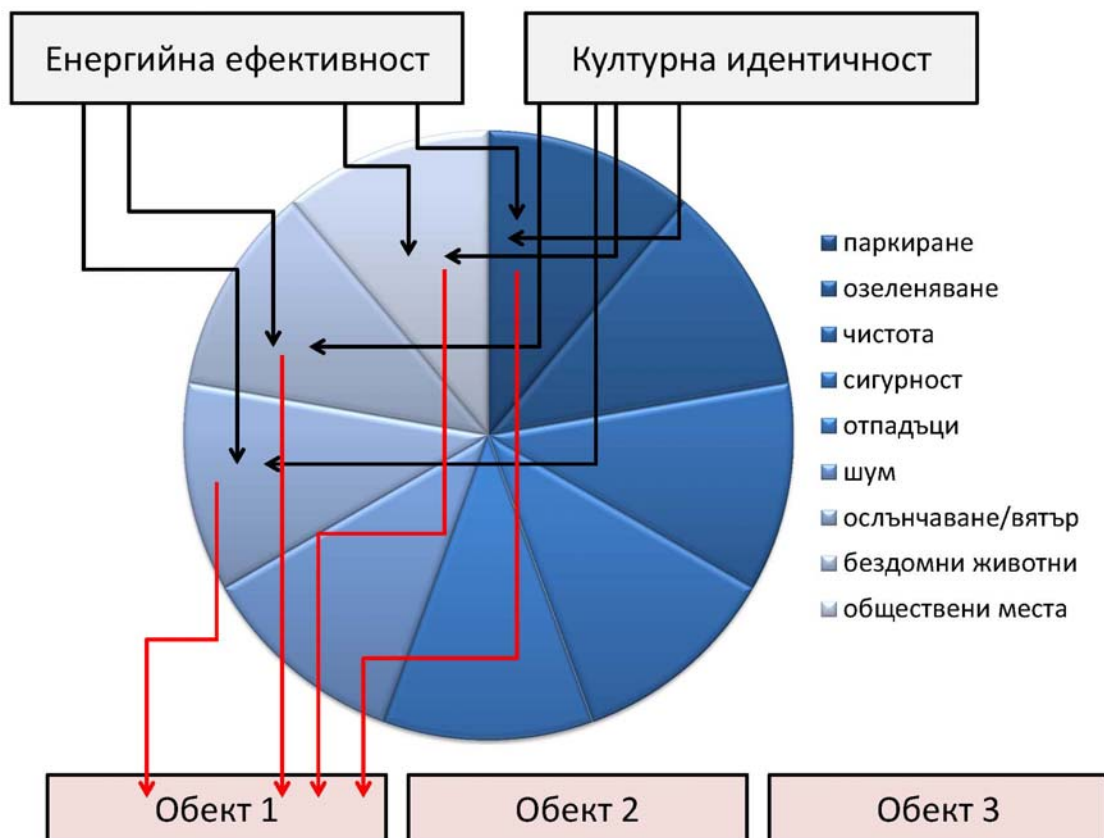 Енергийна ефективност
Културна идентичност
паркиране
озеленяване
чистота
сигурност
отпадъци
шум
ослънчаване/вятър
бездомни животни
обществени места
Обект 1
Обект 2
Обект 3